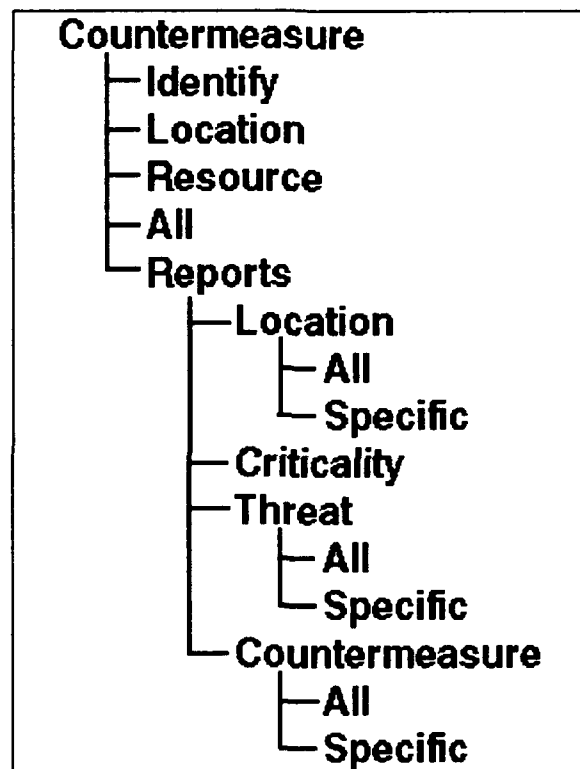 Countermeasure
Identify
Location
Resource
All
Reports
Location
All
Specific
Criticality
Threat
All
Specific
Countermeasure
All
Specific